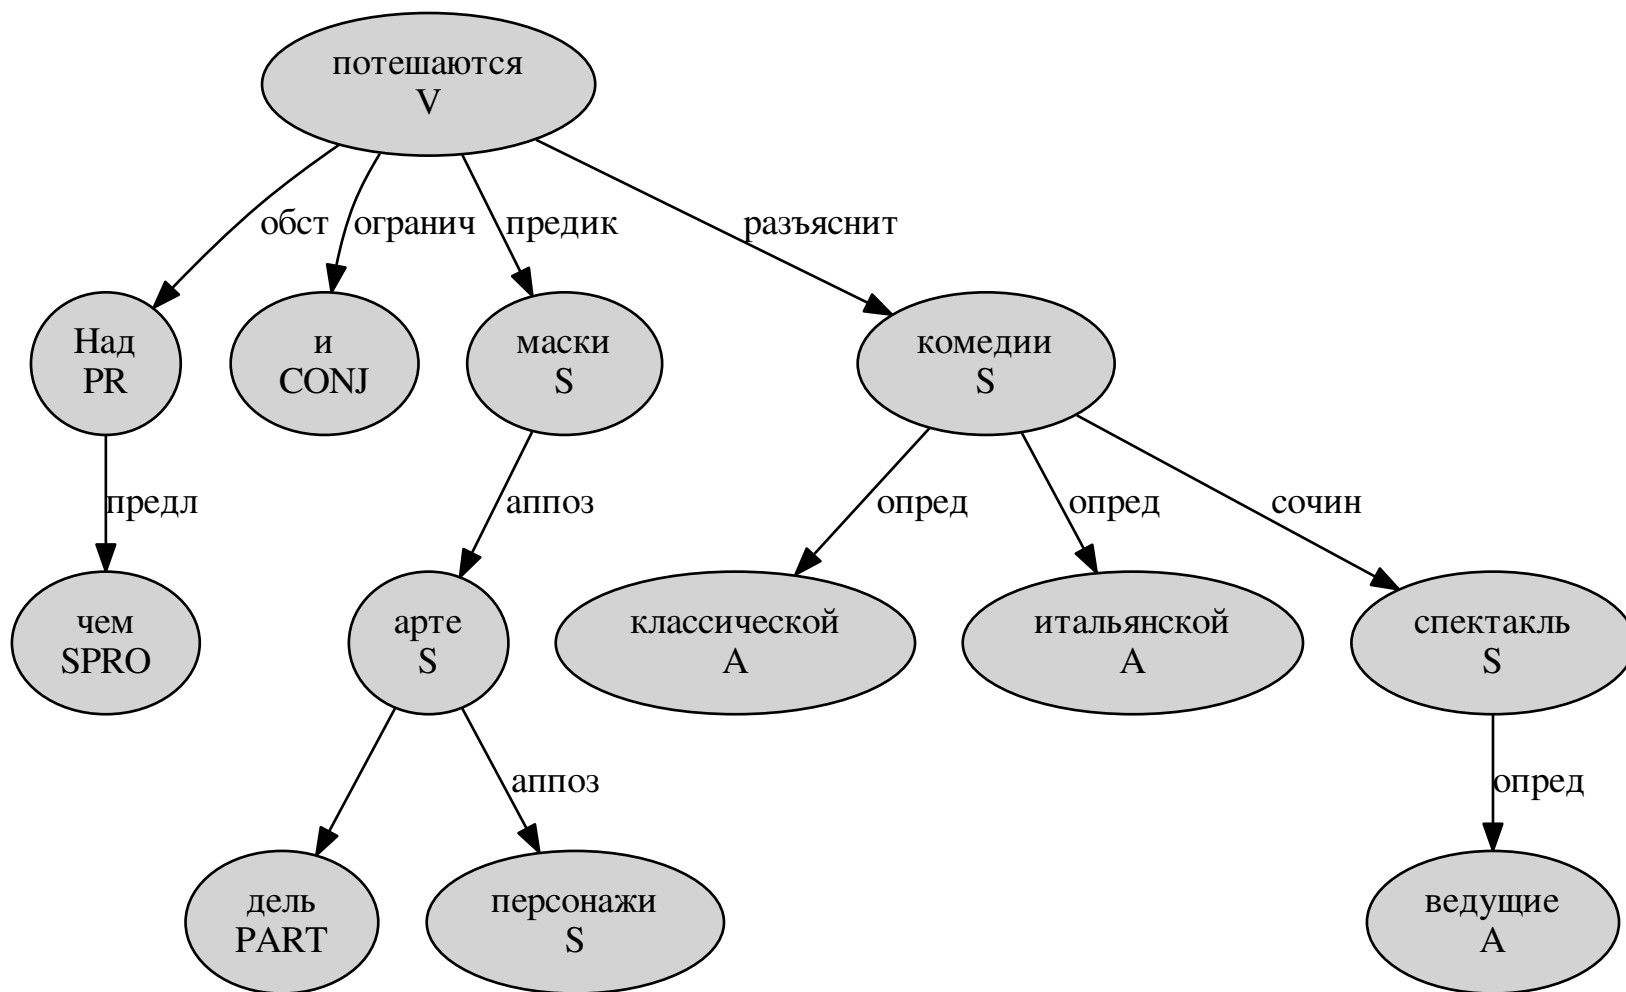 потешаются
V
обст
огранич
предик
разъяснит
Над
PR
и
CONJ
маски
S
комедии
S
предл
аппоз
опред
опред
сочин
чем
SPRO
арте
S
классической
A
итальянской
A
спектакль
S
аппоз
опред
дель
PART
персонажи
S
ведущие
A